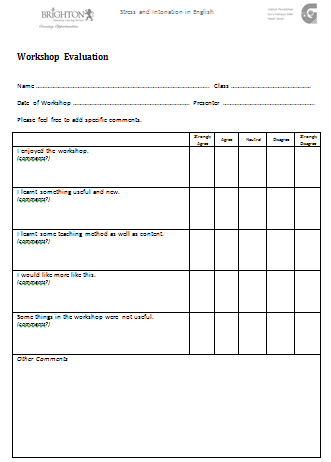 BRIGHTON
Stress and Intonation in English
Workshop Evaluation
Name Class
Date of Workshop Presenter
Please feel free to add specific comments.
Strongly Agree Agree Neutral Disagree Strongly Disagree
I enjoyed the workshop.
(comments?)
I learnt something useful and new.
(comments?)
I learnt some teaching method as well as content.
(comments?)
I would like more like this.
(comments?)
Some things in the workshop were not useful.
(comments?)
Other Comments